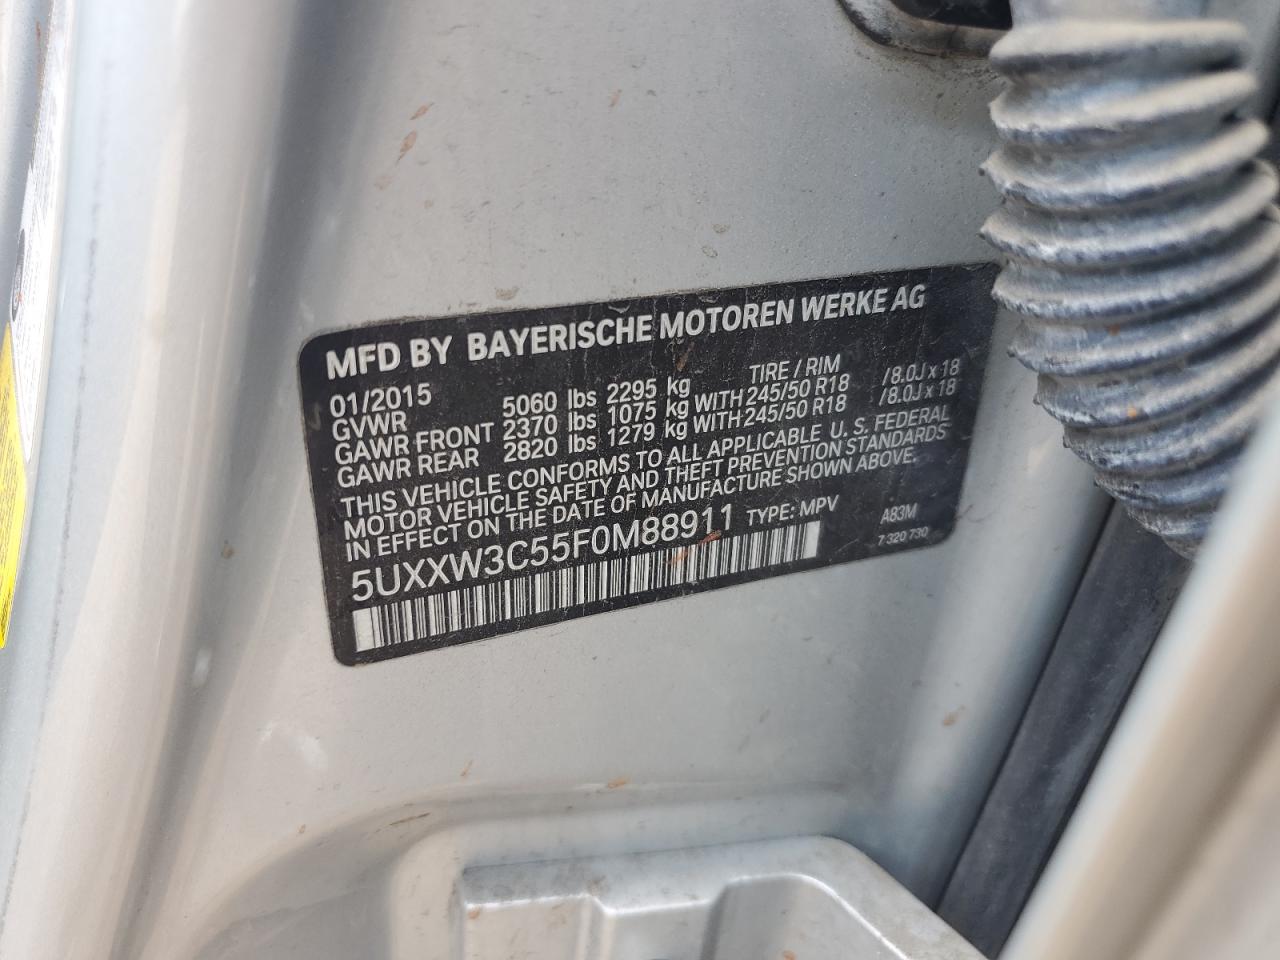 MFD BY BAYERISCHE MOTOREN WERKE AG
01/2015 TIRE / RIM
GVWR 5060 lbs 2295 kg
GAWR FRONT 2370 lbs 1075 kg WITH 245/50 R18 /8.0J x 18
GAWR REAR 2820 lbs 1279 kg WITH 245/50 R18 /8.0J x 18
THIS VEHICLE CONFORMS TO ALL APPLICABLE U. S. FEDERAL
MOTOR VEHICLE SAFETY AND THEFT PREVENTION STANDARDS
IN EFFECT ON THE DATE OF MANUFACTURE SHOWN ABOVE.
5UXXW3C55F0M88911 TYPE: MPV A83M
7 320 730